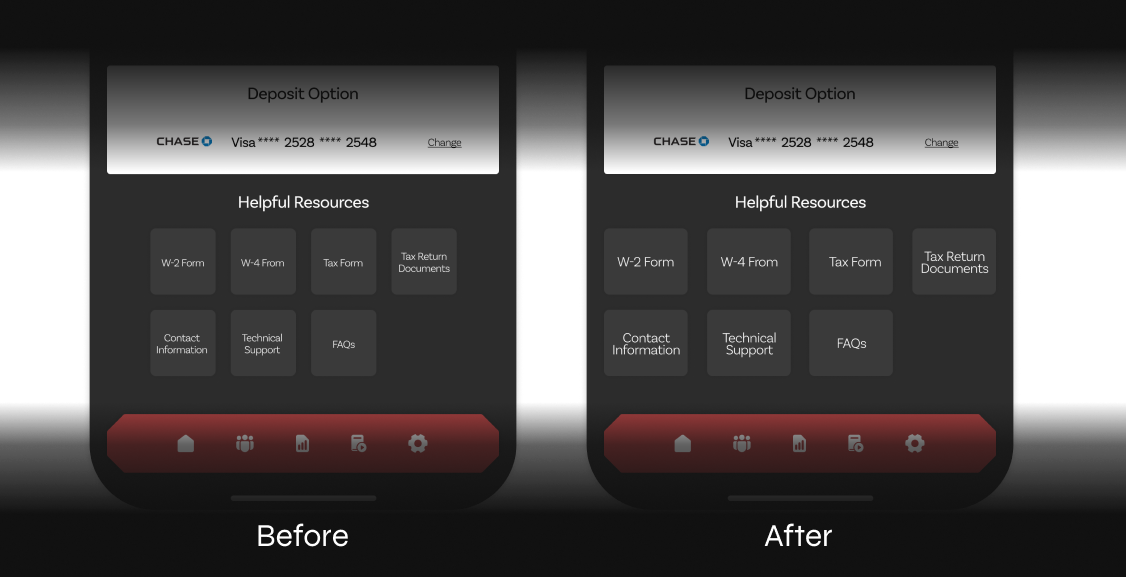 Deposit Option
CHASE Visa **** 2528 **** 2548 Change
Helpful Resources
W-2 Form
W-4 From
Tax Form
Tax Return
Documents
Contact
Information
Technical
Support
FAQs
Before
Deposit Option
CHASE Visa **** 2528 **** 2548 Change
Helpful Resources
W-2 Form
W-4 From
Tax Form
Tax Return
Documents
Contact
Information
Technical
Support
FAQs
After